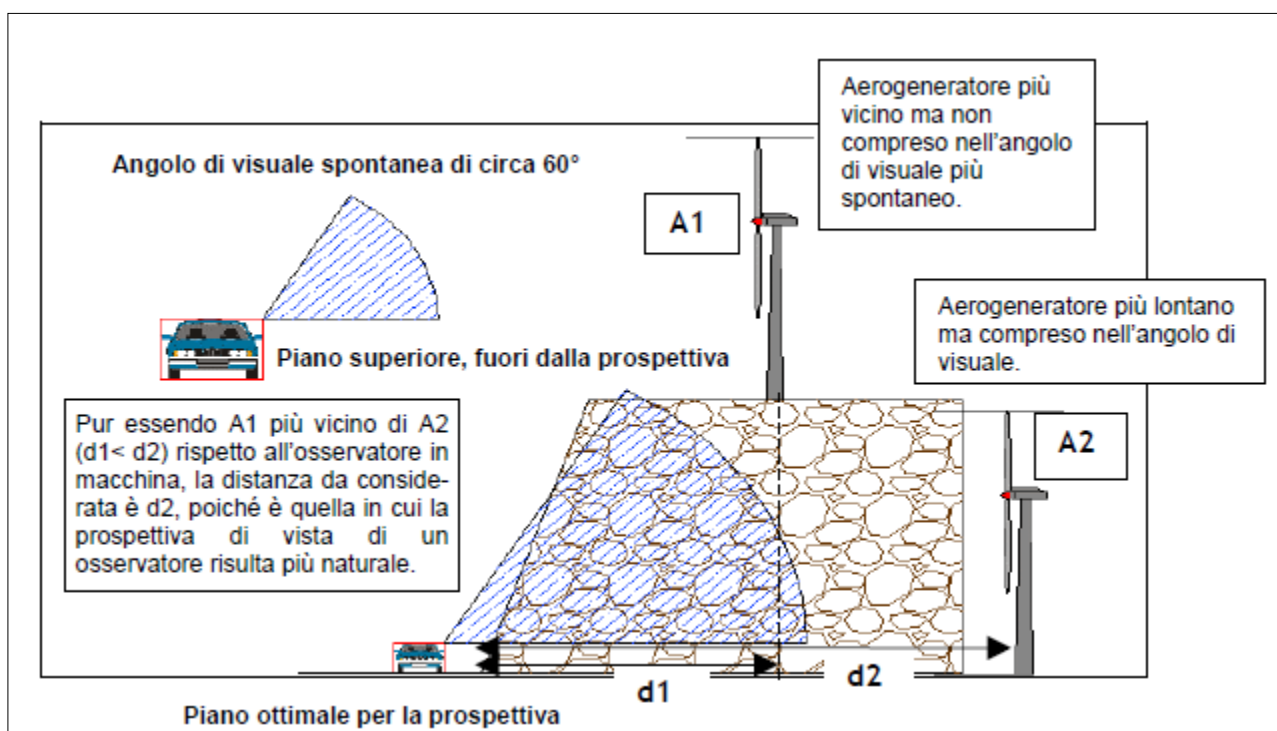 Aerogeneratore più
vicino ma non
compreso nell'angolo
di visuale più
spontaneo.
Angolo di visuale spontanea di circa 60°
A1
Aerogeneratore più lontano
ma compreso nell'angolo di
visuale.
Piano superiore, fuori dalla prospettiva
Pur essendo A1 più vicino di A2
(d1< d2) rispetto all'osservatore in
macchina, la distanza da conside-
rata è d2, poiché è quella in cui la
prospettiva di vista di un
osservatore risulta più naturale.
A2
d1
d2
Piano ottimale per la prospettiva